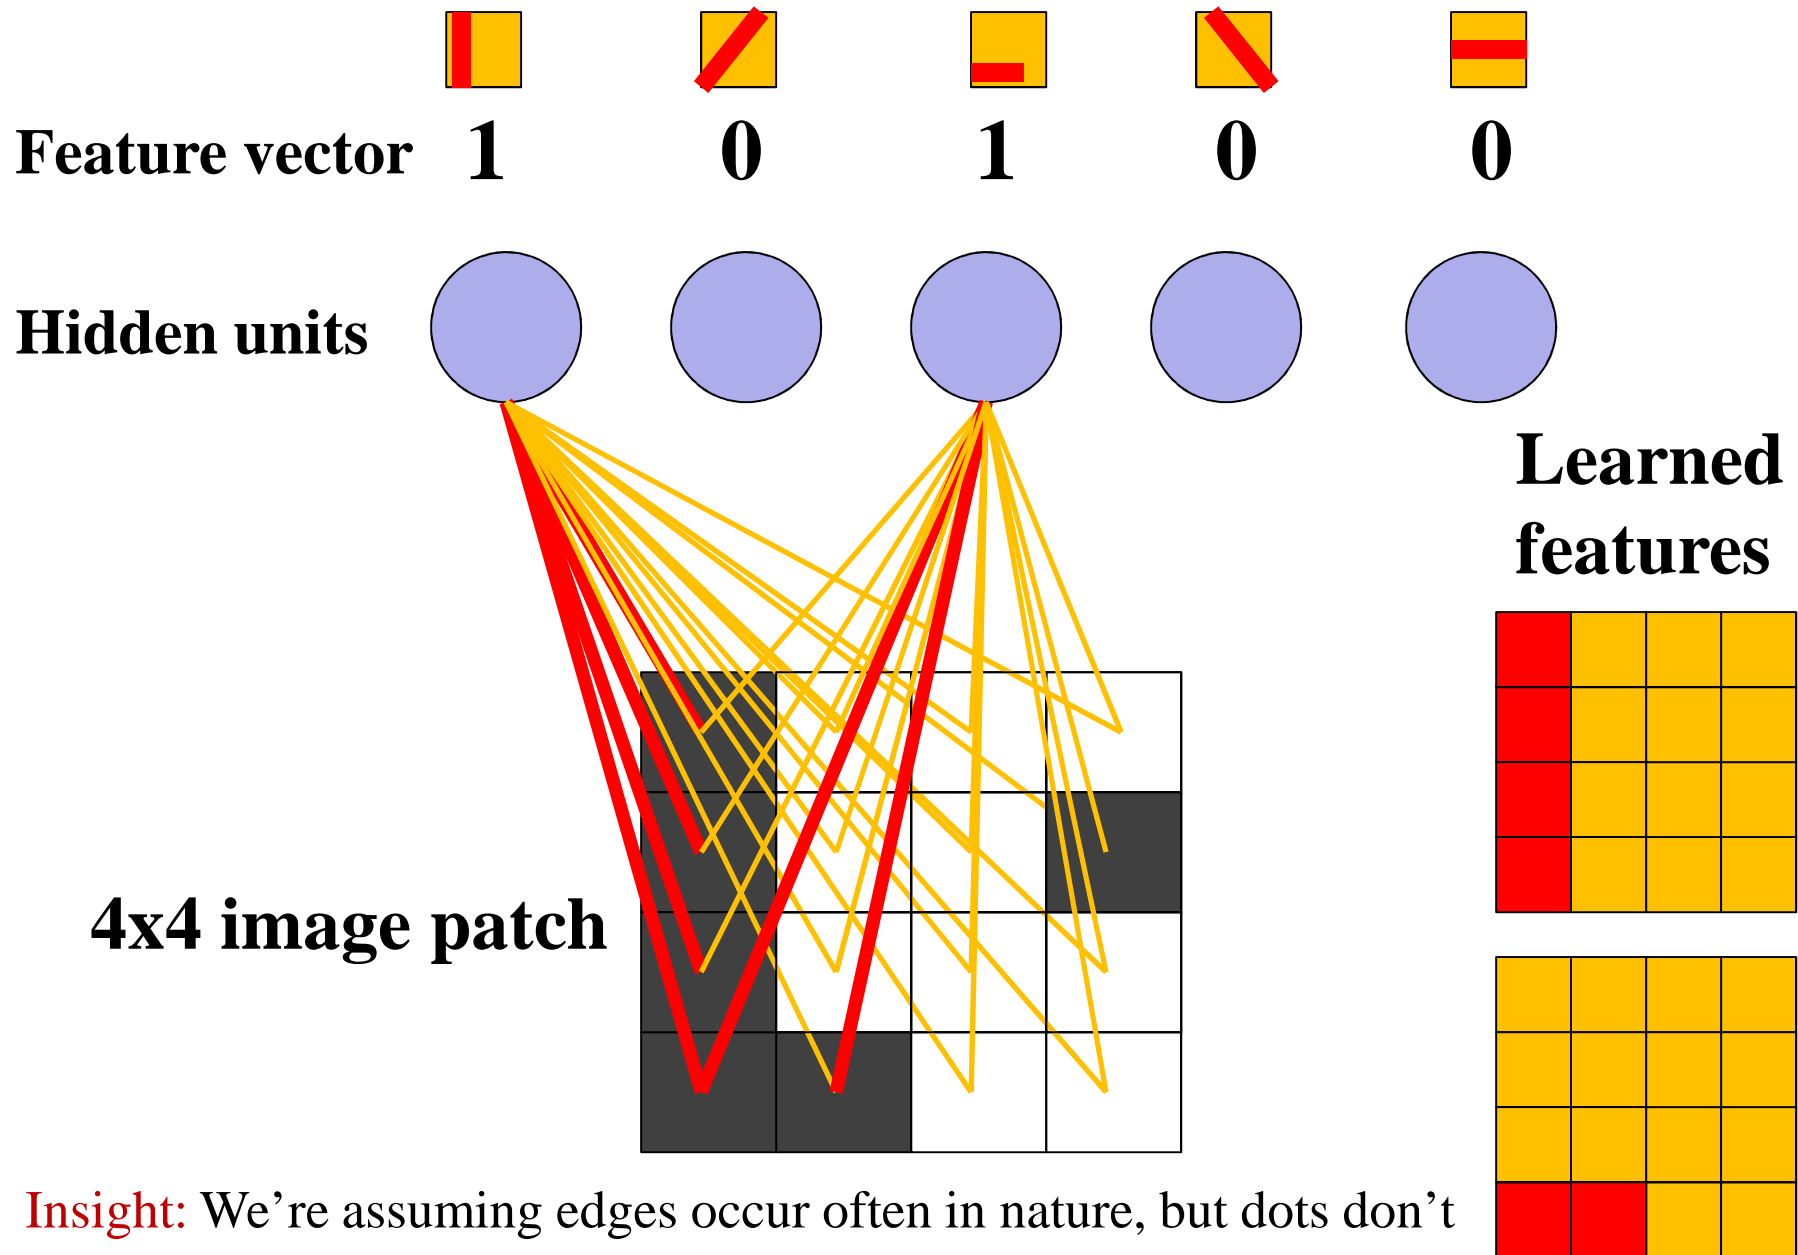 Feature vector 1 0 1 0 0
Hidden units
Learned
features
4x4 image patch
Insight: We’re assuming edges occur often in nature, but dots don’t